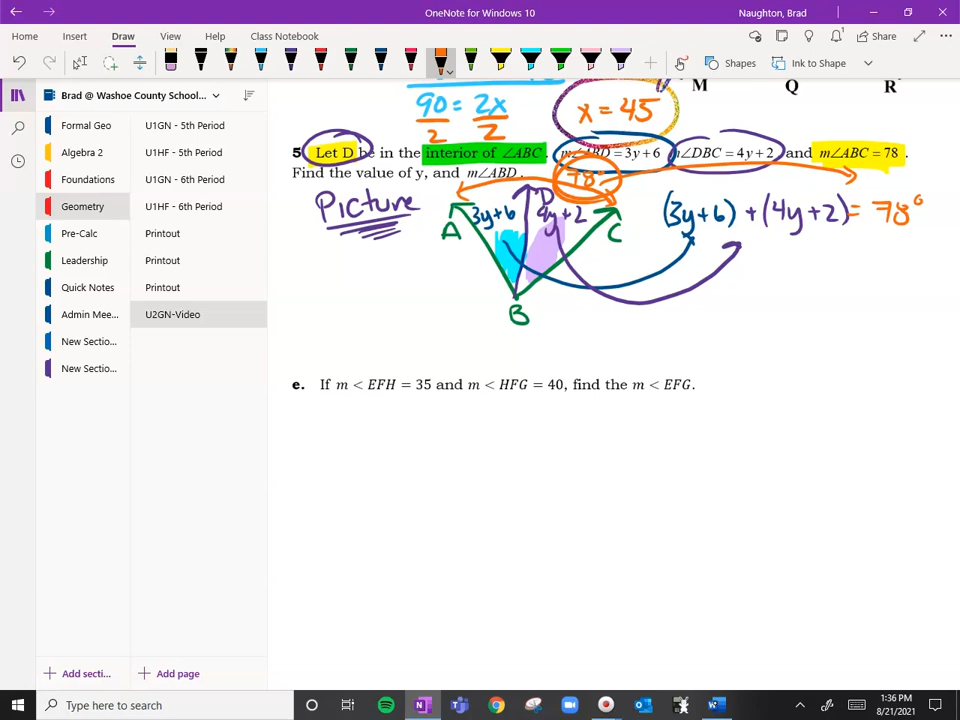 OneNote for Windows 10
Naughton, Brad
Home Insert Draw View Help Class Notebook
Share
Shapes Ink to Shape
Brad @ Washoe County School...
Formal Geo
Algebra 2
Foundations
Geometry
Pre-Calc
Leadership
Quick Notes
Admin Mee...
New Sectio...
New Sectio...
U1GN - 5th Period
U1HF - 5th Period
U1GN - 6th Period
U1HF - 6th Period
Printout
Printout
Printout
U2GN-Video
Add secti...
Add page
M Q R
90 = 2x
2 2
x = 45
5 Let D be in the interior of ∠ABC. m∠ABD = 3y+6 m∠DBC = 4y+2 and m∠ABC = 78.
Find the value of y, and m∠ABD.
78°
Picture
A 3y+6 D 4y+2 C
B
(3y+6) + (4y+2) = 78°
e. If m < EFH = 35 and m < HFG = 40, find the m < EFG.
Type here to search
1:36 PM
8/21/2021